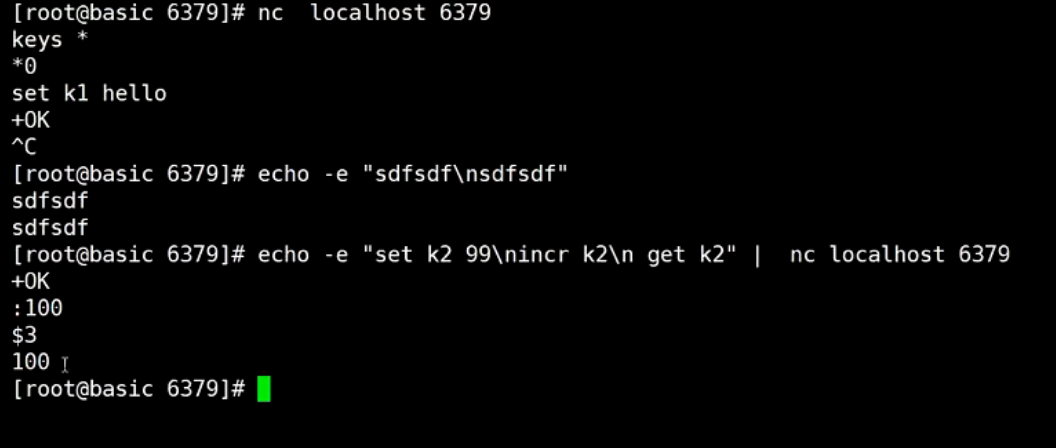 [root@basic 6379]# nc  localhost 6379
keys *
*0
set k1 hello
+OK
^C
[root@basic 6379]# echo -e "sdfsdf\nsdfsdf"
sdfsdf
sdfsdf
[root@basic 6379]# echo -e "set k2 99\nincr k2\n get k2" |  nc localhost 6379
+OK
:100
$3
100
[root@basic 6379]#